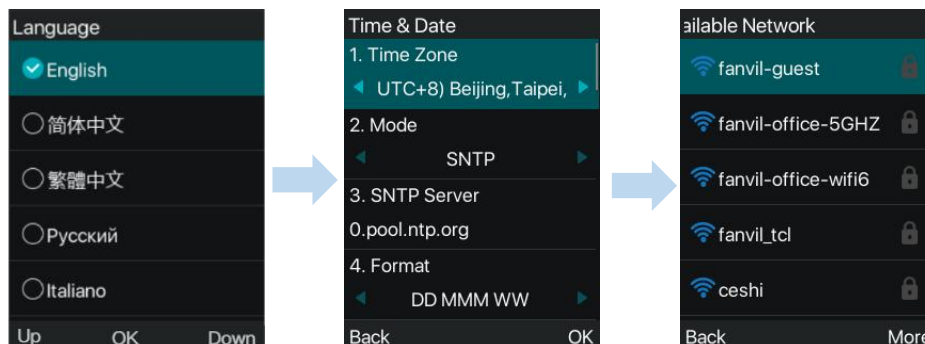 Language
English
简体中文
繁體中文
Русский
Italiano
Up OK Down
Time & Date
1. Time Zone
UTC+8) Beijing,Taipei,
2. Mode
SNTP
3. SNTP Server
0.pool.ntp.org
4. Format
DD MMM WW
Back OK
ailable Network
fanvil-guest
fanvil-office-5GHZ
fanvil-office-wifi6
fanvil_tcl
ceshi
Back More